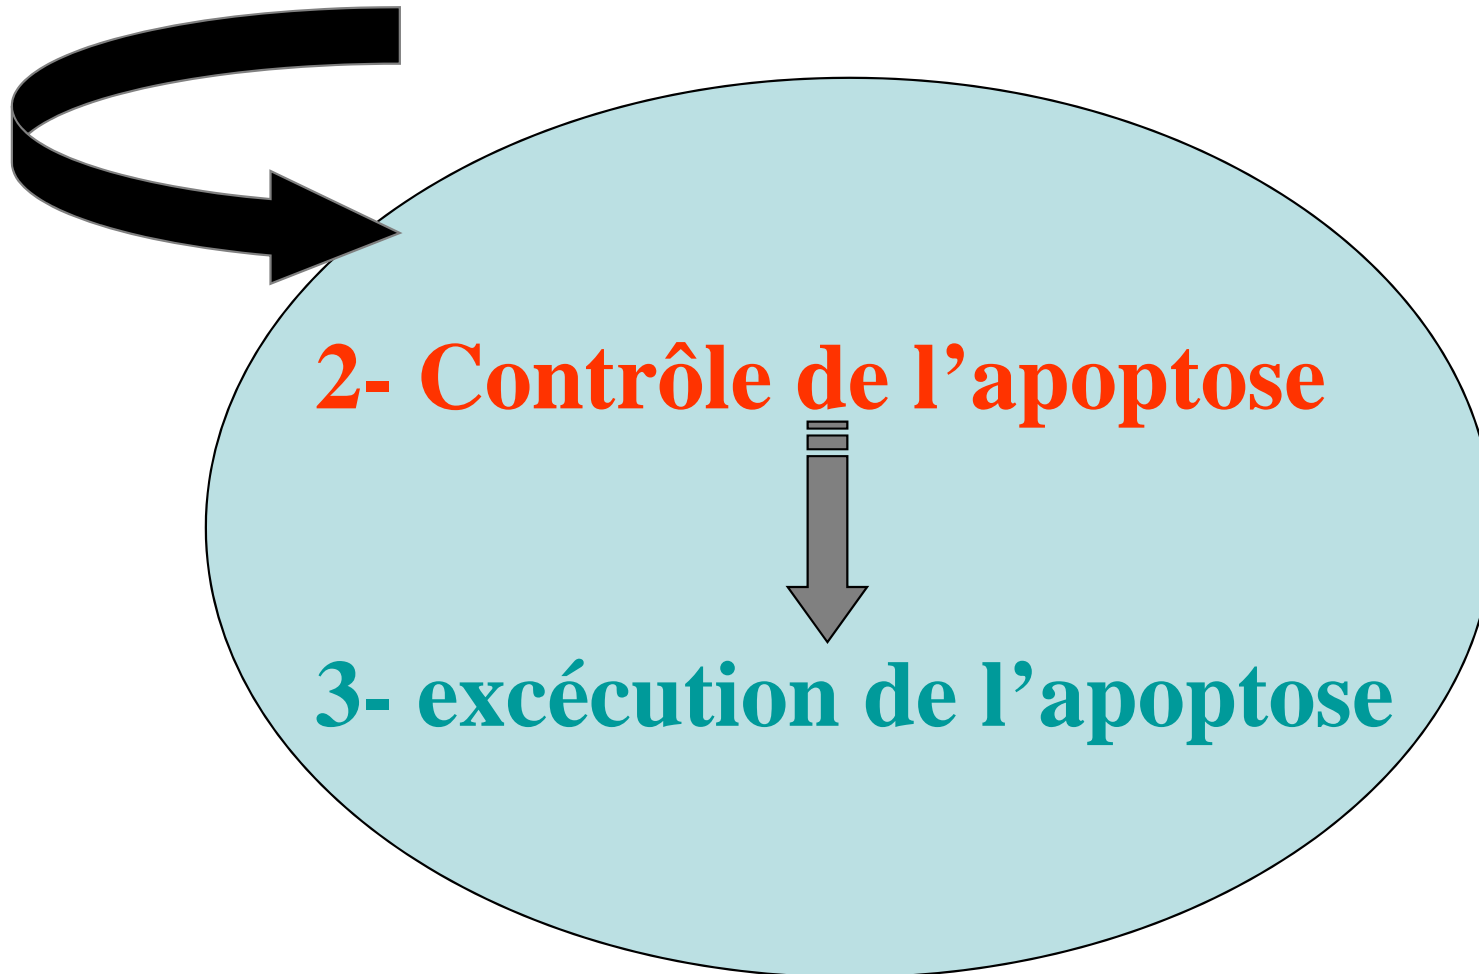 2- Contrôle de l’apoptose
3- excécution de l’apoptose